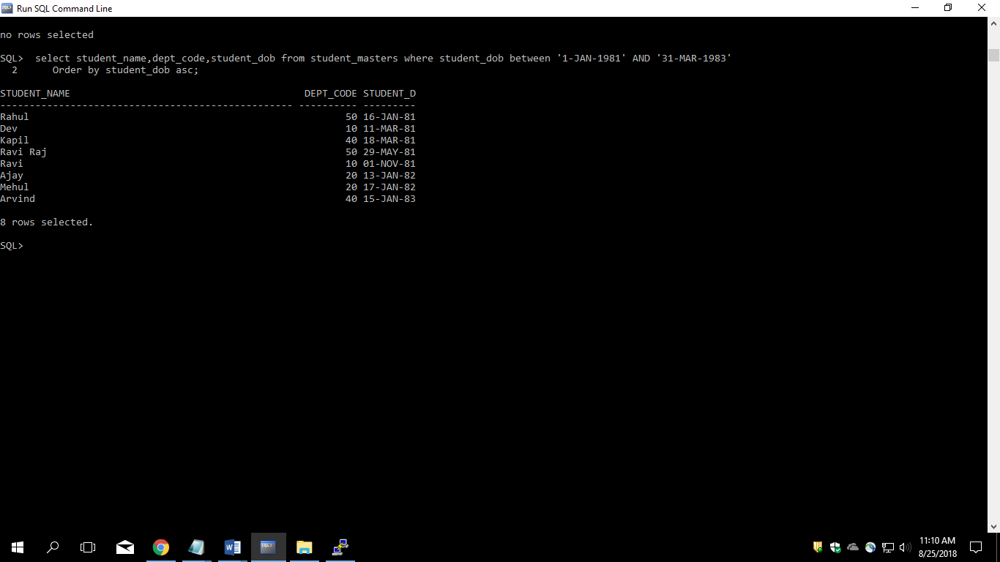 Run SQL Command Line
no rows selected
SQL>  select student_name,dept_code,student_dob from student_masters where student_dob between '1-JAN-1981' AND '31-MAR-1983'
  2      Order by student_dob asc;
STUDENT_NAME                                        DEPT_CODE STUDENT_D
-------------------------------------------------- ---------- ---------
Rahul                                                      50 16-JAN-81
Dev                                                        10 11-MAR-81
Kapil                                                      40 18-MAR-81
Ravi Raj                                                   50 29-MAY-81
Ravi                                                       10 01-NOV-81
Ajay                                                       20 13-JAN-82
Mehul                                                      20 17-JAN-82
Arvind                                                     40 15-JAN-83
8 rows selected.
SQL>
11:10 AM
8/25/2018